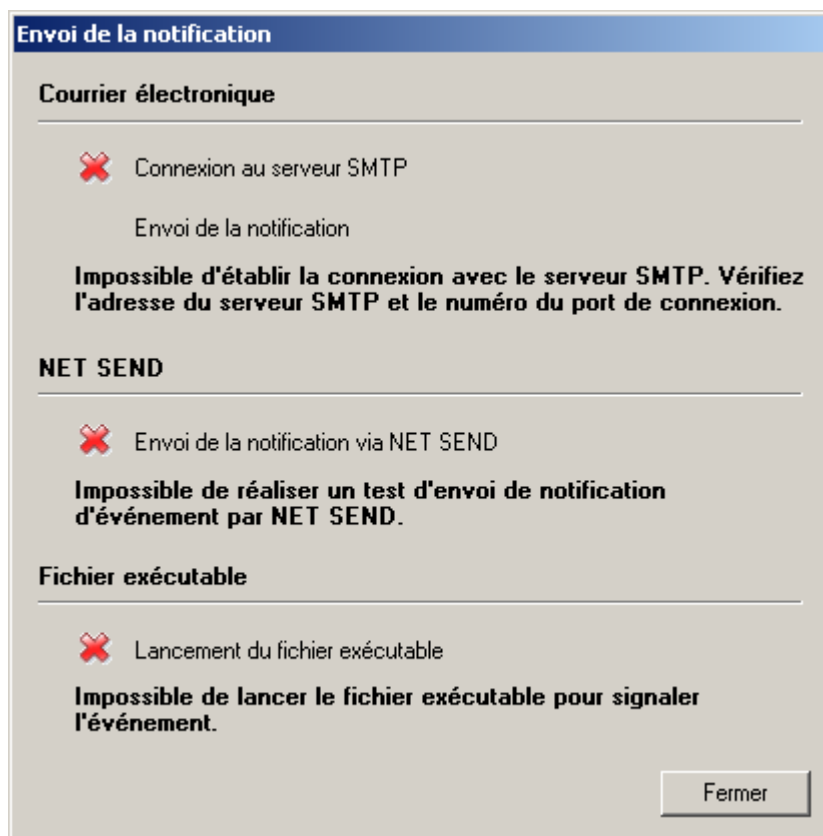 Envoi de la notification
Courrier électronique
Connexion au serveur SMTP
Envoi de la notification
Impossible d'établir la connexion avec le serveur SMTP. Vérifiez
l'adresse du serveur SMTP et le numéro du port de connexion.
NET SEND
Envoi de la notification via NET SEND
Impossible de réaliser un test d'envoi de notification
d'événement par NET SEND.
Fichier exécutable
Lancement du fichier exécutable
Impossible de lancer le fichier exécutable pour signaler
l'événement.
Fermer